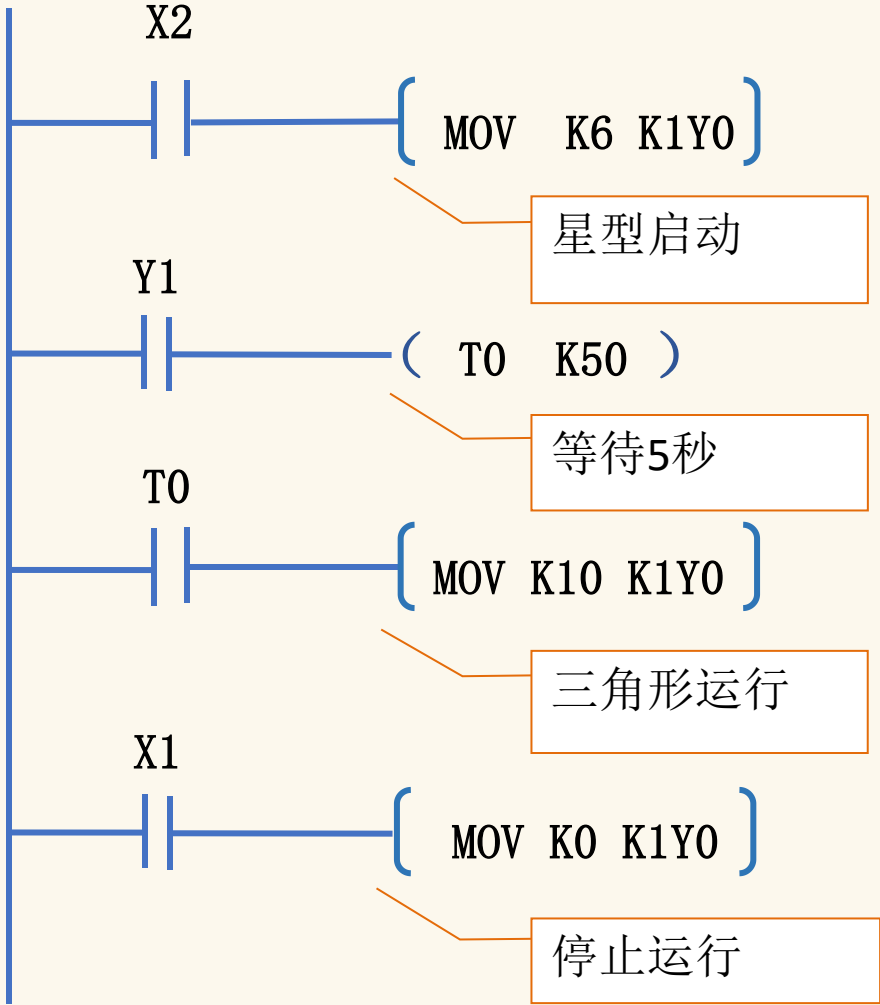 X2
MOV K6 K1Y0
星型启动
Y1
( T0 K50 )
等待5秒
T0
MOV K10 K1Y0
三角形运行
X1
MOV K0 K1Y0
停止运行